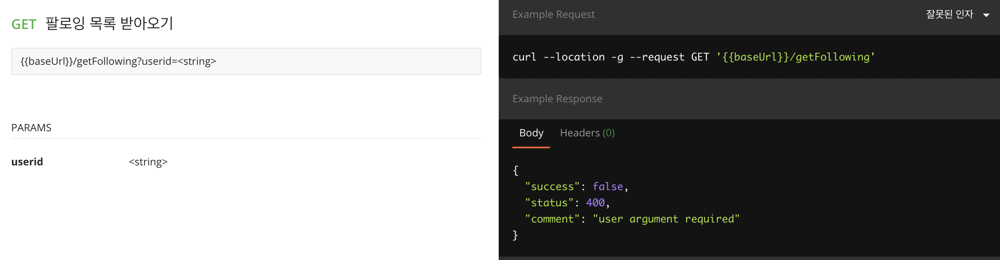 GET 팔로잉 목록 받아오기
{{baseUrl}}/getFollowing?userid=<string>
PARAMS
userid <string>
Example Request 잘못된 인자
curl --location -g --request GET '{{baseUrl}}/getFollowing'
Example Response
Body Headers (0)
{
"success": false,
"status": 400,
"comment": "user argument required"
}